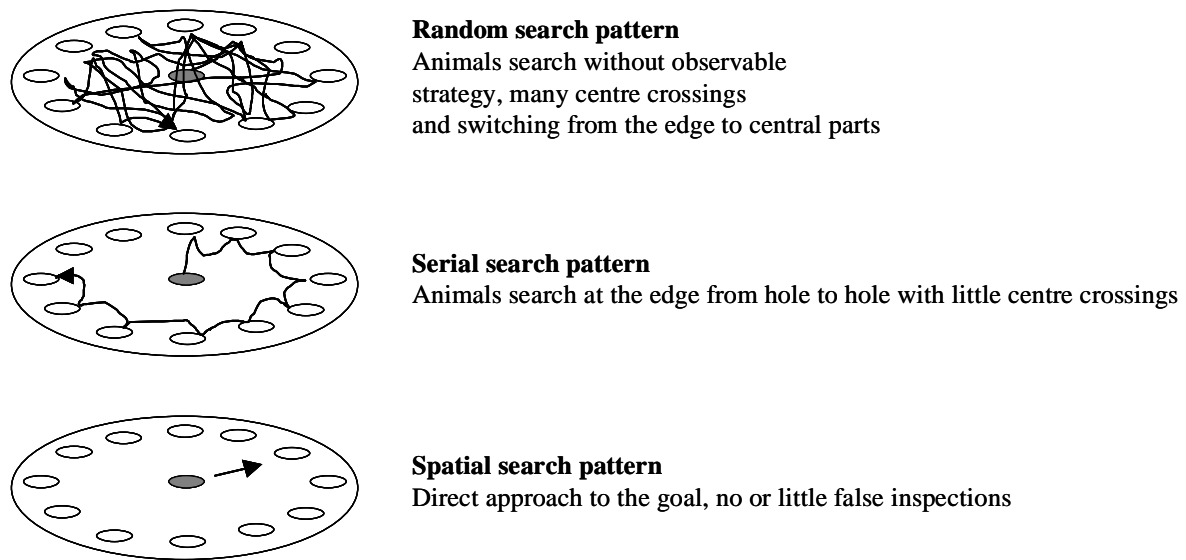 Random search pattern
Animals search without observable
strategy, many centre crossings
and switching from the edge to central parts
Serial search pattern
Animals search at the edge from hole to hole with little centre crossings
Spatial search pattern
Direct approach to the goal, no or little false inspections